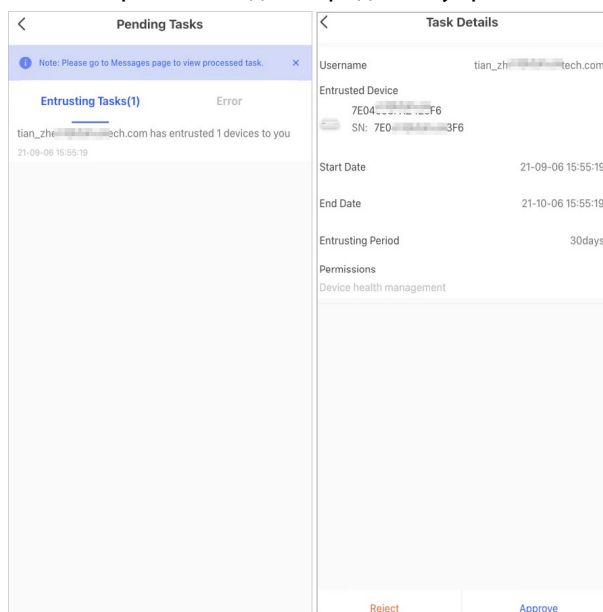 Pending Tasks
Note: Please go to Messages page to view processed task.
Entrusting Tasks(1)
Error
has entrusted 1 devices to you
21-09-06 15:55:19
Task Details
Username
Entrusted Device
SN:
Start Date
21-09-06 15:55:19
End Date
21-10-06 15:55:19
Entrusting Period
30days
Permissions
Device health management
Reject
Approve